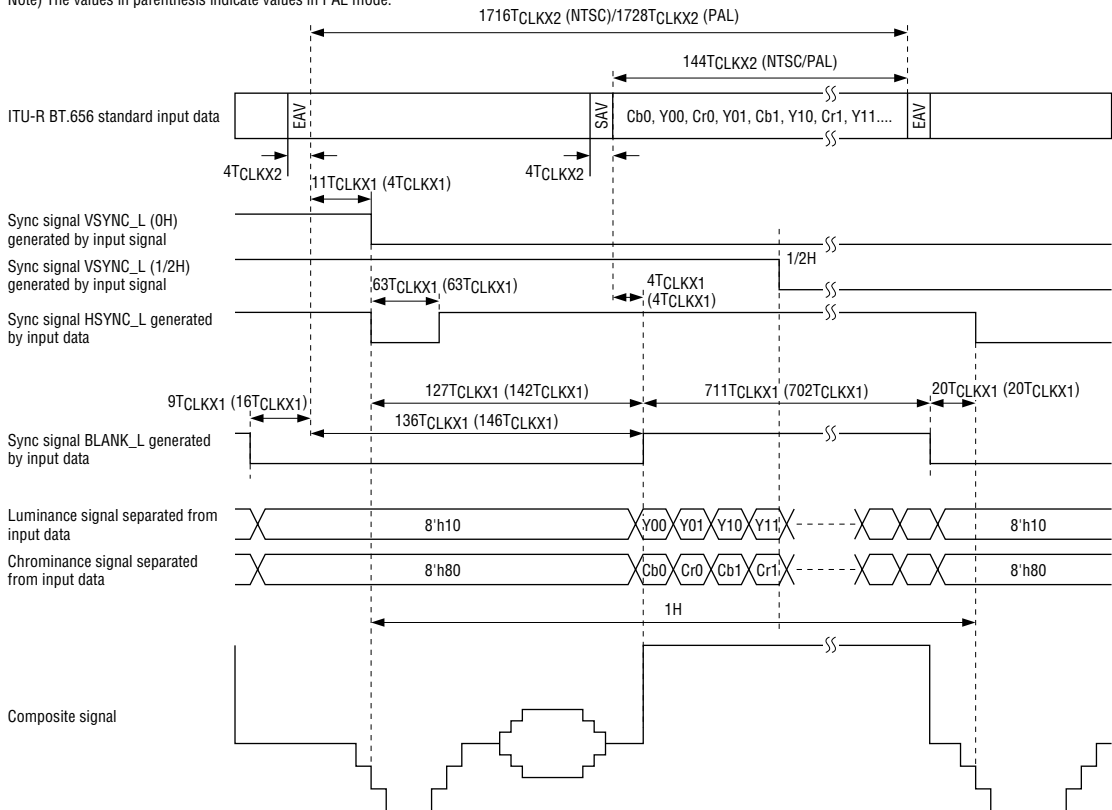 Note) The values in parenthesis indicate values in PAL mode.
1716TCLKX2 (NTSC)/1728TCLKX2 (PAL)
144TCLKX2 (NTSC/PAL)
ITU-R BT.656 standard input data
EAV
SAV
Cb0, Y00, Cr0, Y01, Cb1, Y10, Cr1, Y11....
EAV
4TCLKX2
4TCLKX2
11TCLKX1 (4TCLKX1)
Sync signal VSYNC_L (0H)
generated by input signal
Sync signal VSYNC_L (1/2H)
generated by input signal
1/2H
63TCLKX1 (63TCLKX1)
4TCLKX1
(4TCLKX1)
Sync signal HSYNC_L generated
by input data
9TCLKX1 (16TCLKX1)
127TCLKX1 (142TCLKX1)
711TCLKX1 (702TCLKX1)
20TCLKX1 (20TCLKX1)
136TCLKX1 (146TCLKX1)
Sync signal BLANK_L generated
by input data
Luminance signal separated from
input data
8'h10
Y00
Y01
Y10
Y11
8'h10
Chrominance signal separated
from input data
8'h80
Cb0
Cr0
Cb1
Cr1
8'h80
1H
Composite signal